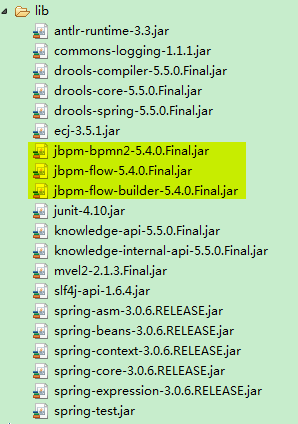 lib
antlr-runtime-3.3.jar
commons-logging-1.1.1.jar
drools-compiler-5.5.0.Final.jar
drools-core-5.5.0.Final.jar
drools-spring-5.5.0.Final.jar
ecj-3.5.1.jar
jbpm-bpmn2-5.4.0.Final.jar
jbpm-flow-5.4.0.Final.jar
jbpm-flow-builder-5.4.0.Final.jar
junit-4.10.jar
knowledge-api-5.5.0.Final.jar
knowledge-internal-api-5.5.0.Final.jar
mvel2-2.1.3.Final.jar
slf4j-api-1.6.4.jar
spring-asm-3.0.6.RELEASE.jar
spring-beans-3.0.6.RELEASE.jar
spring-context-3.0.6.RELEASE.jar
spring-core-3.0.6.RELEASE.jar
spring-expression-3.0.6.RELEASE.jar
spring-test.jar